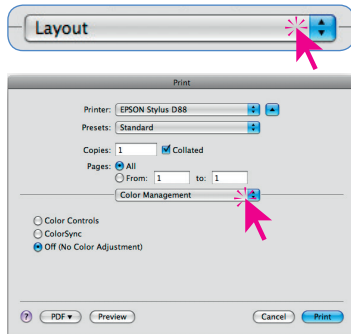 Layout
Print
Printer: EPSON Stylus D88
Presets: Standard
Copies: 1 Collated
Pages: All
From: 1 to: 1
Color Management
Color Controls
ColorSync
Off (No Color Adjustment)
? PDF ▾ Preview Cancel Print